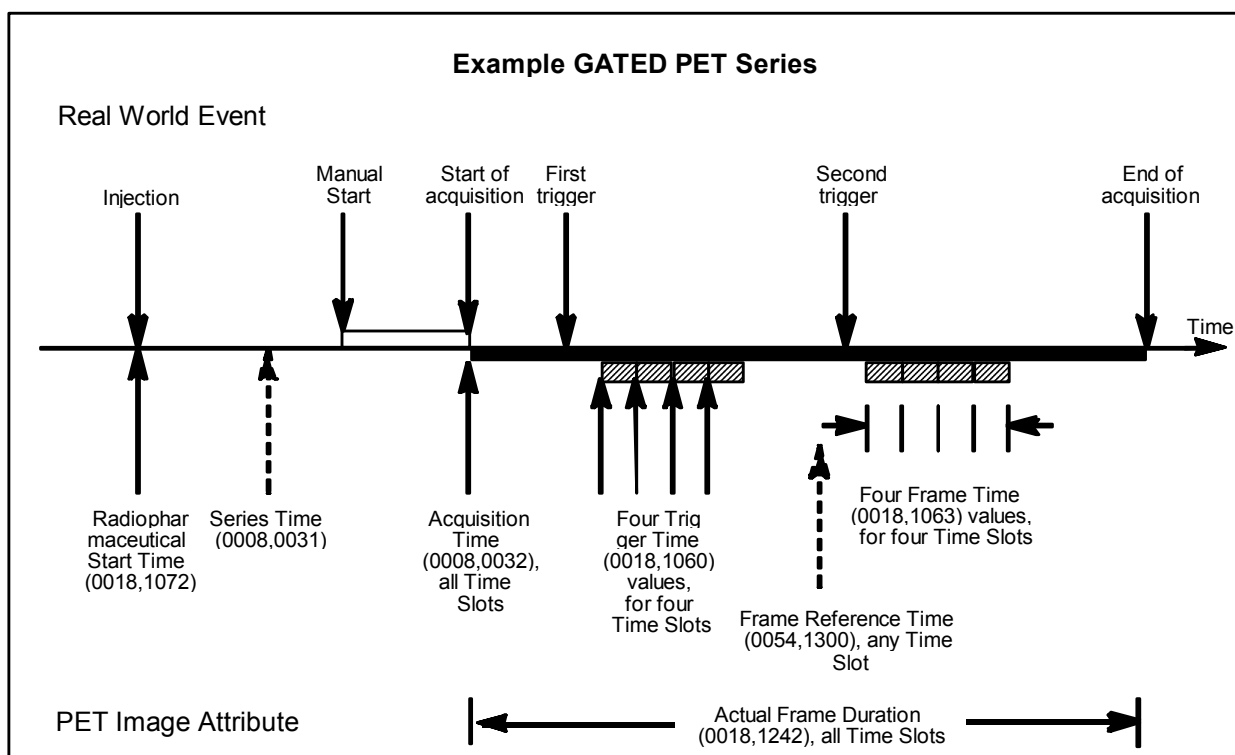 Example GATED PET Series
Real World Event
Injection
Manual
Start
Start of
acquisition
First
trigger
Second
trigger
End of
acquisition
Time
Radiophar
maceutical
Start Time
(0018,1072)
Series Time
(0008,0031)
Acquisition
Time
(0008,0032),
all Time
Slots
Four Trig
ger Time
(0018,1060)
values,
for four
Time Slots
Frame Reference Time
(0054,1300), any Time
Slot
Four Frame Time
(0018,1063) values,
for four Time Slots
PET Image Attribute
Actual Frame Duration
(0018,1242), all Time Slots